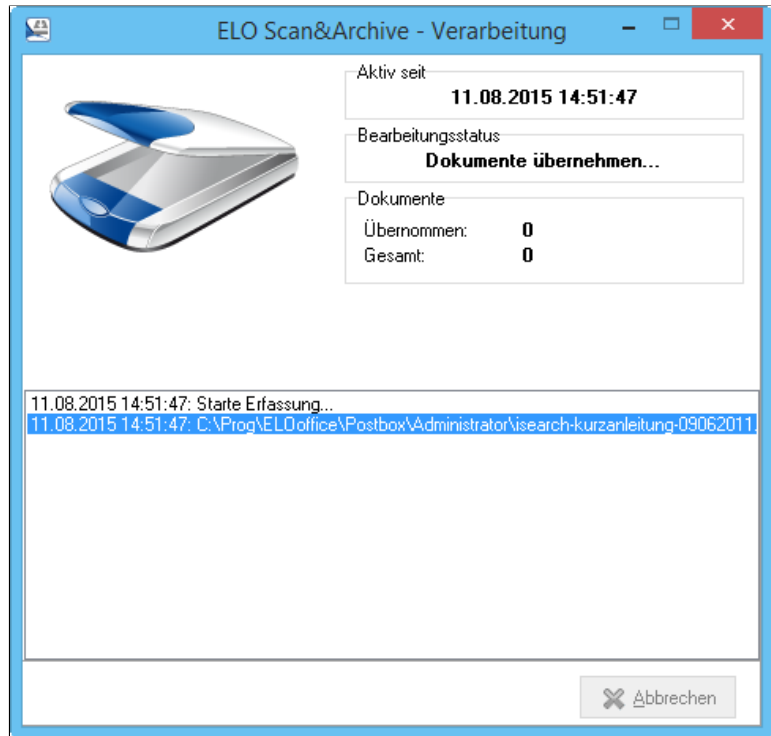 ELO Scan&Archive - Verarbeitung
Aktiv seit
11.08.2015 14:51:47
Bearbeitungsstatus
Dokumente übernehmen...
Dokumente
Übernommen: 0
Gesamt: 0
11.08.2015 14:51:47: Starte Erfassung...
11.08.2015 14:51:47: C:\Prog\ELOoffice\Postbox\Administrator\isearch-kurzanleitung-09062011.
Abbrechen